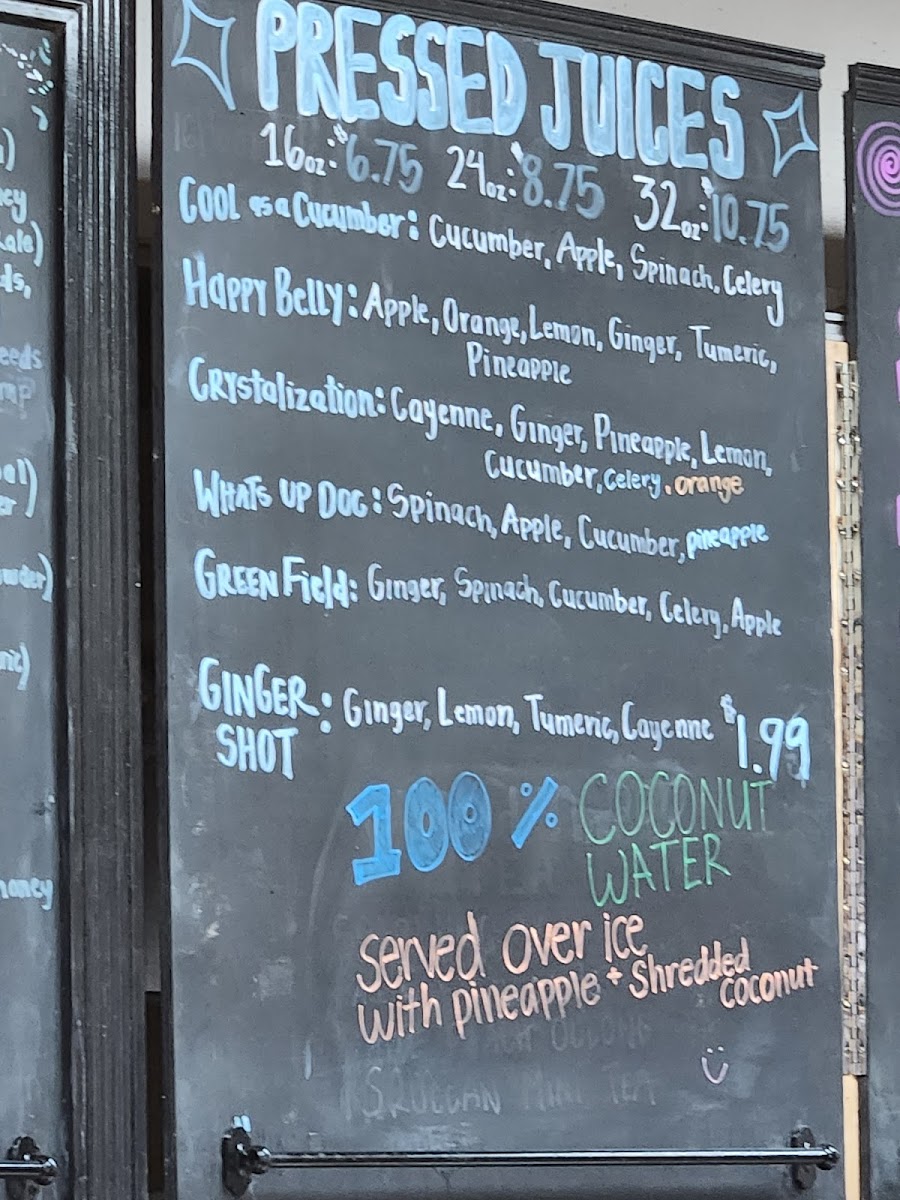 PRESSED JUICES
16oz: $6.75 24oz: $8.75 32oz: $10.75
COOL as a Cucumber: Cucumber, Apple, Spinach, Celery
Happy Belly: Apple, Orange, Lemon, Ginger, Tumeric,
Pineapple
Crystalization: Cayenne, Ginger, Pineapple, Lemon,
Cucumber, Celery, orange
WHATS UP DOG: Spinach, Apple, Cucumber, pineapple
GREEN Field: Ginger, Spinach, Cucumber, Celery, Apple
GINGER SHOT: Ginger, Lemon, Tumeric, Cayenne $1.99
100% COCONUT
WATER
Served over ice
with pineapple + Shredded
coconut